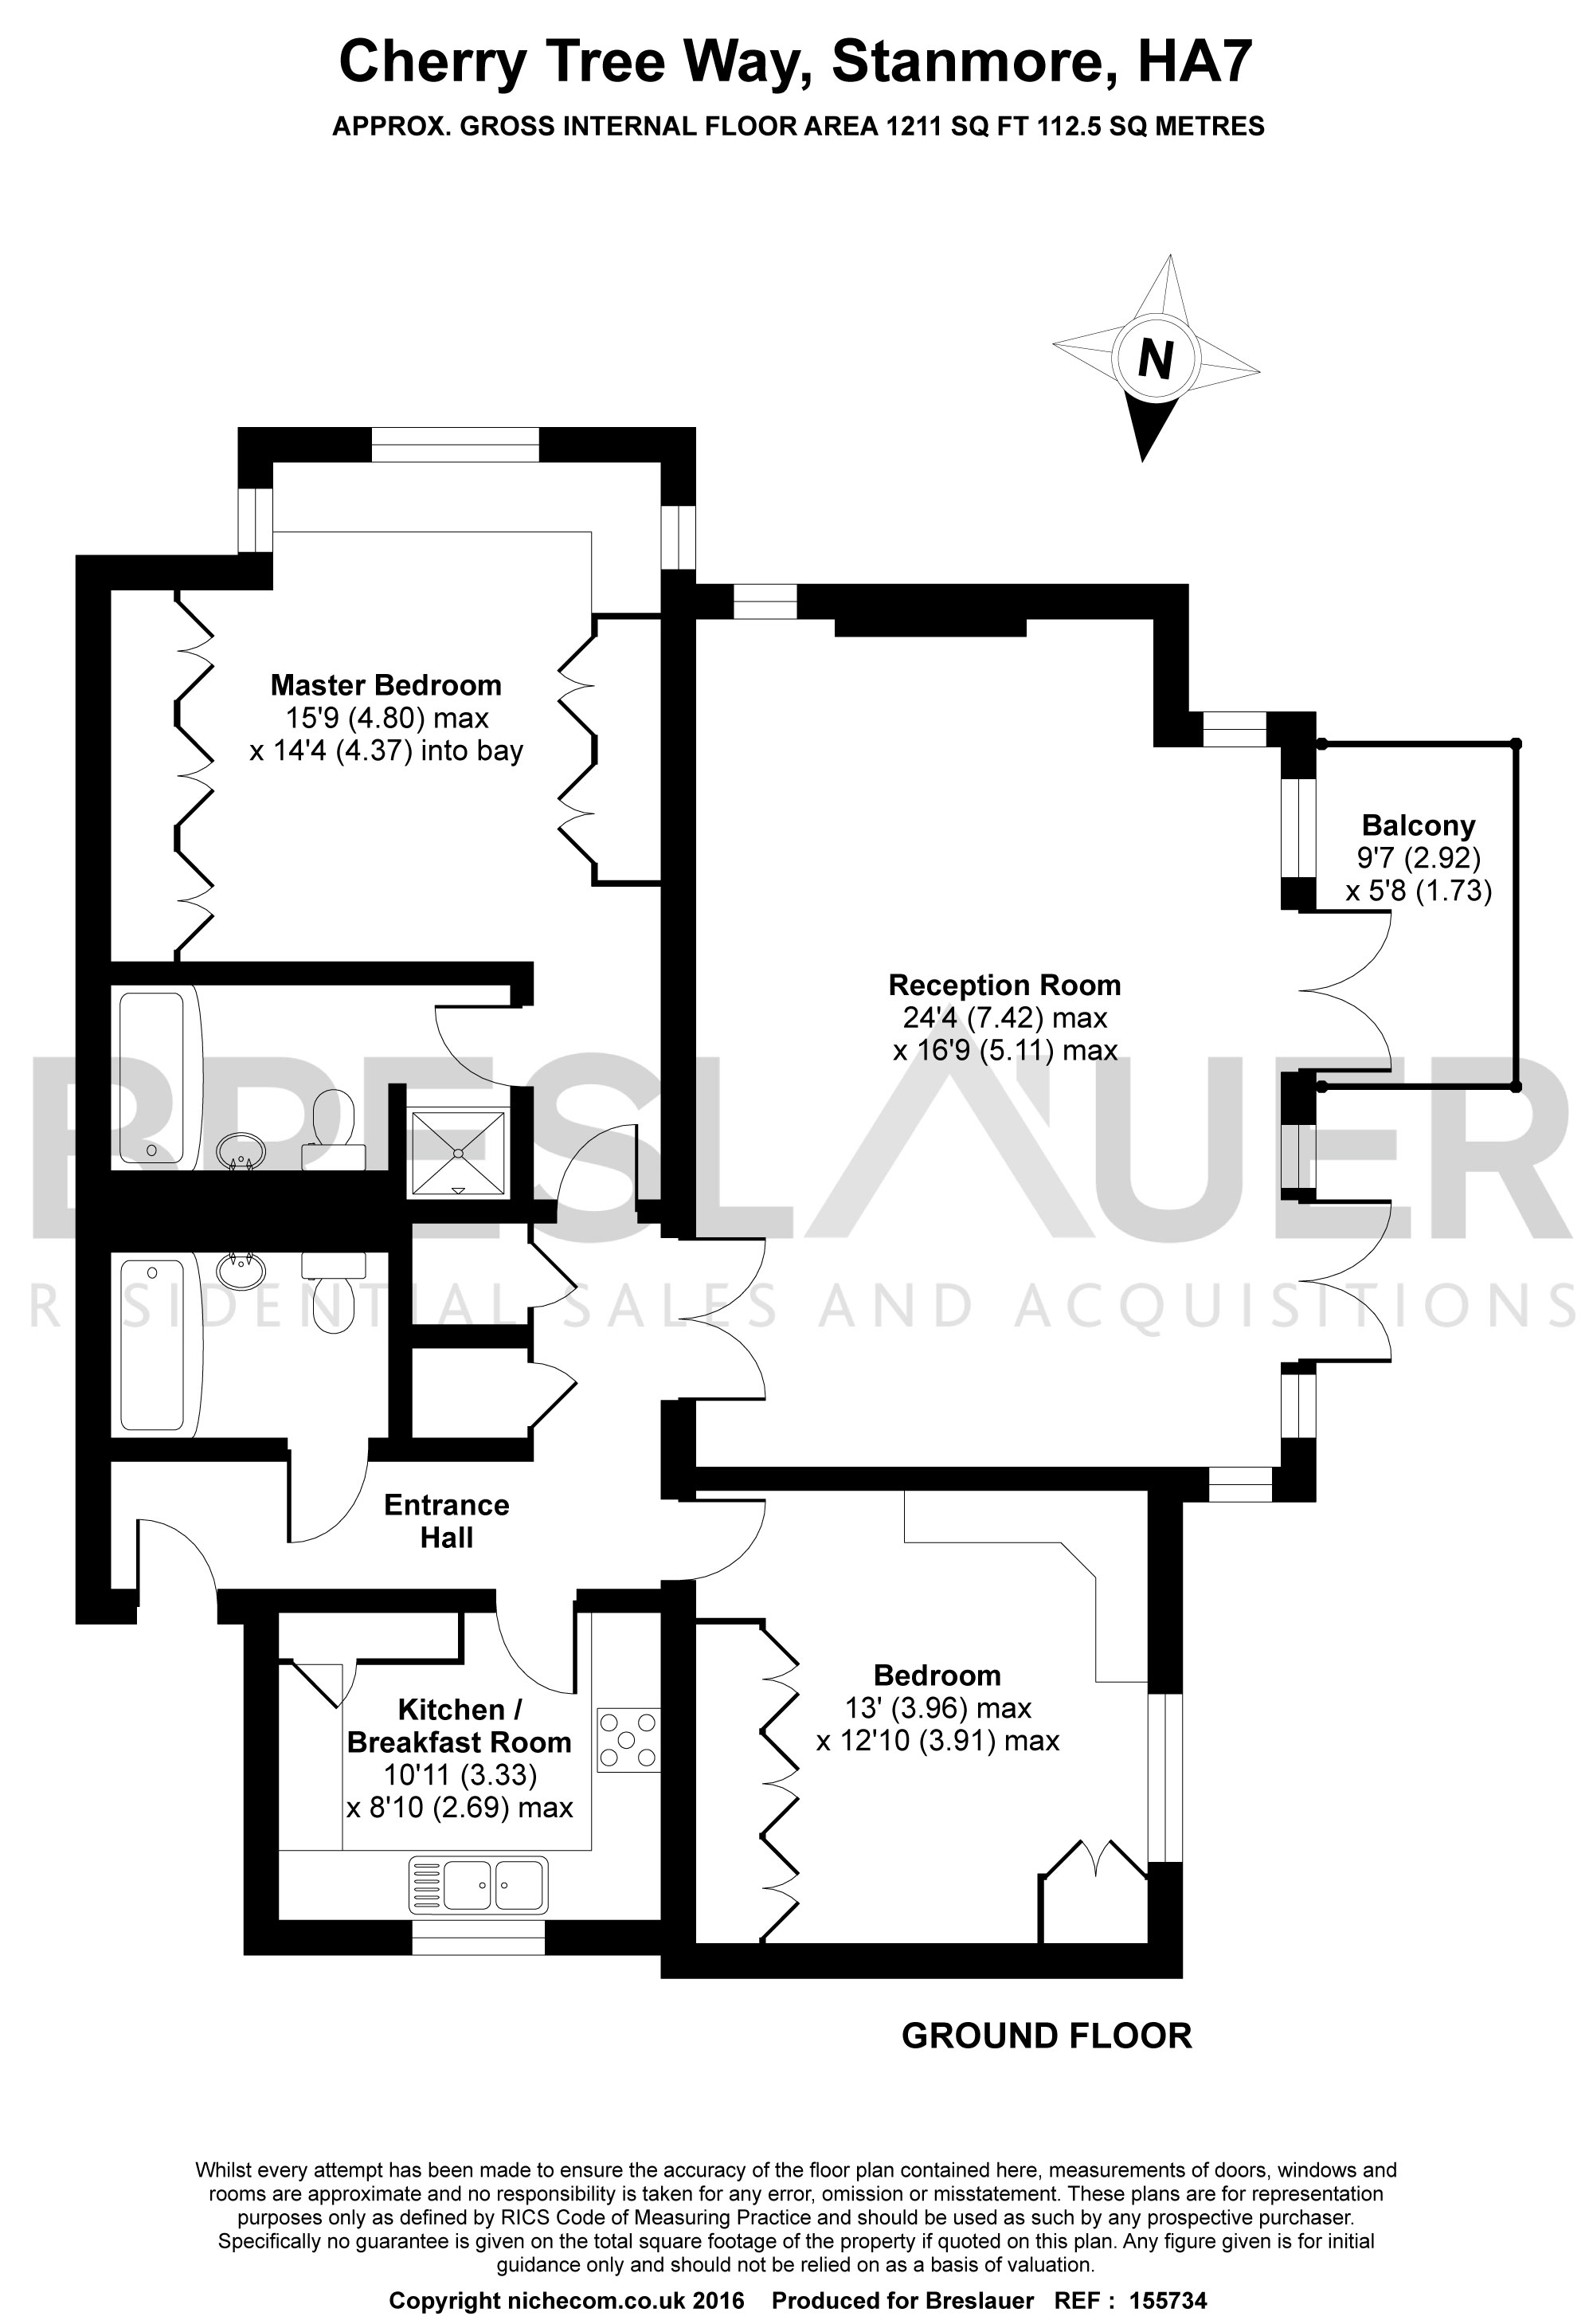 Cherry Tree Way, Stanmore, HA7
APPROX. GROSS INTERNAL FLOOR AREA 1211 SQ FT 112.5 SQ METRES
N
Master Bedroom
15'9 (4.80) max
x 14'4 (4.37) into bay
Balcony
9'7 (2.92)
x 5'8 (1.73)
Reception Room
24'4 (7.42) max
x 16'9 (5.11) max
BRESLAUER
RESIDENTIAL SALES AND ACQUISITIONS
Entrance
Hall
Bedroom
13' (3.96) max
x 12'10 (3.91) max
Kitchen /
Breakfast Room
10'11 (3.33)
x 8'10 (2.69) max
GROUND FLOOR
Whilst every attempt has been made to ensure the accuracy of the floor plan contained here, measurements of doors, windows and
rooms are approximate and no responsibility is taken for any error, omission or misstatement. These plans are for representation
purposes only as defined by RICS Code of Measuring Practice and should be used as such by any prospective purchaser.
Specifically no guarantee is given on the total square footage of the property if quoted on this plan. Any figure given is for initial
guidance only and should not be relied on as a basis of valuation.
Copyright nichecom.co.uk 2016 Produced for Breslauer REF : 155734